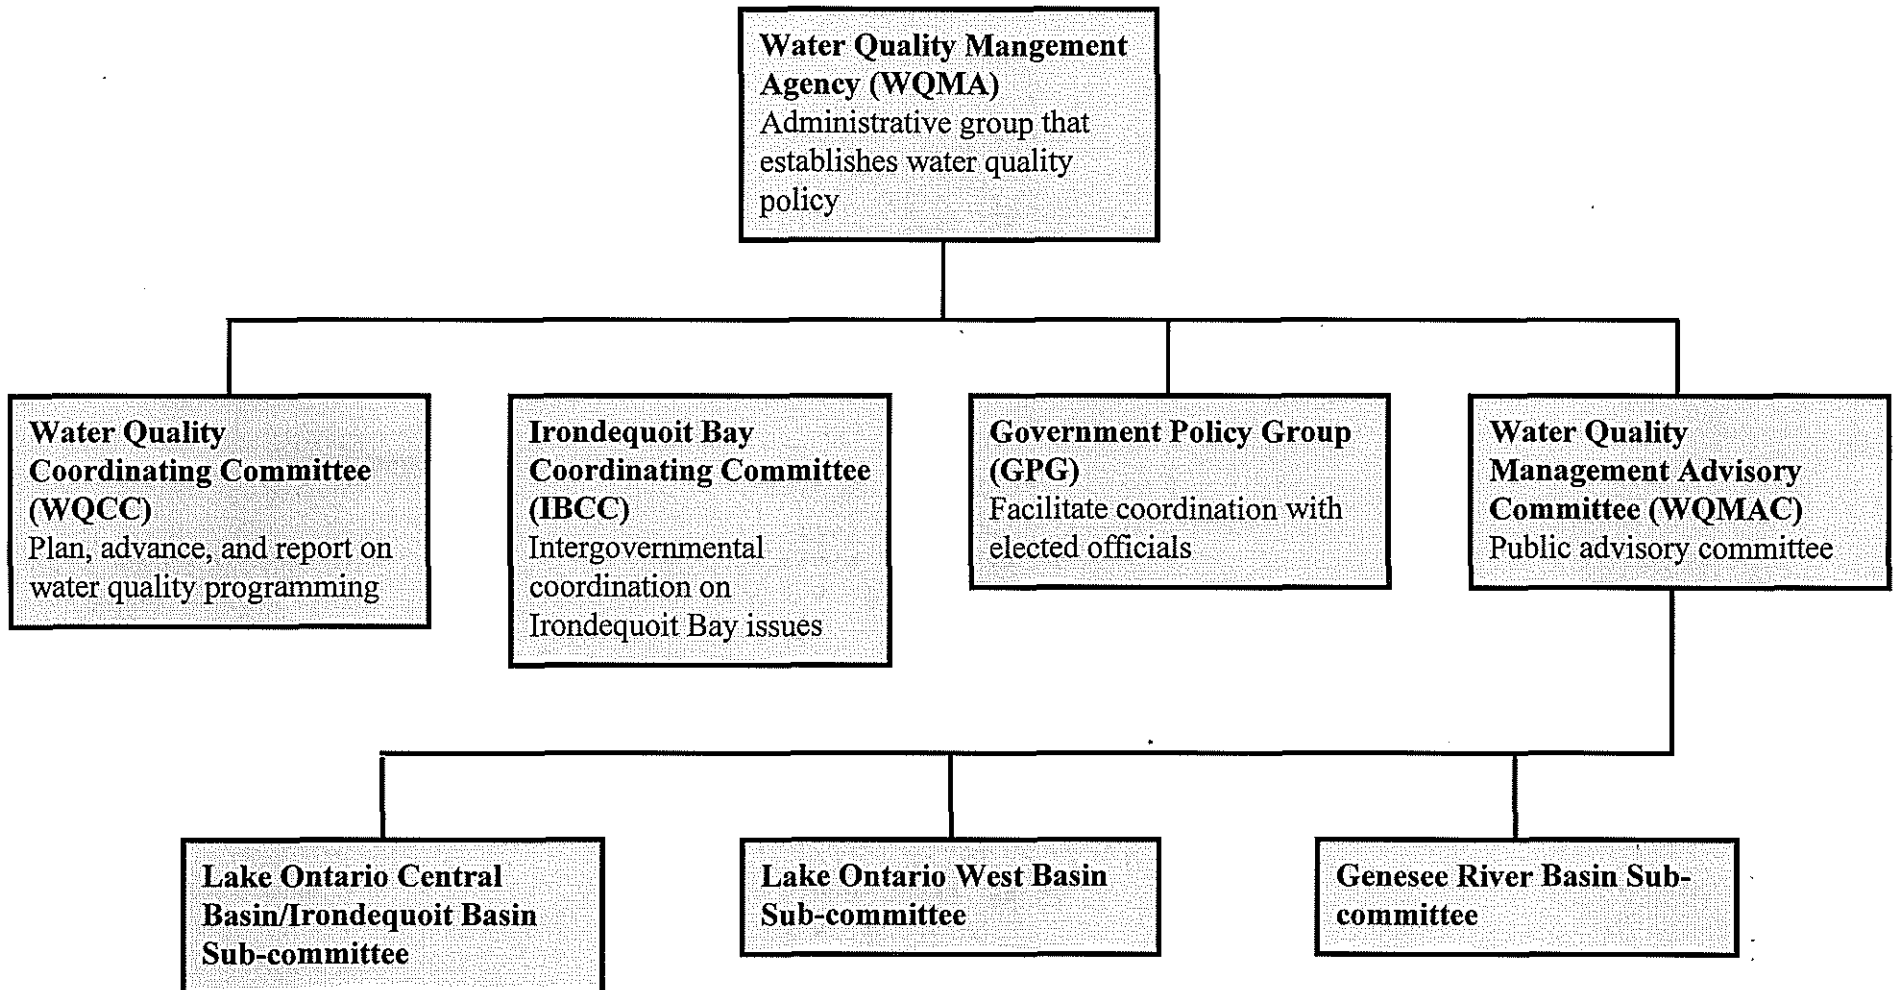 Water Quality Mangement
Agency (WQMA)
Administrative group that
establishes water quality
policy
Water Quality
Coordinating Committee
(WQCC)
Plan, advance, and report on
water quality programming
Irondequoit Bay
Coordinating Committee
(IBCC)
Intergovernmental
coordination on
Irondequoit Bay issues
Government Policy Group
(GPG)
Facilitate coordination with
elected officials
Water Quality
Management Advisory
Committee (WQMAC)
Public advisory committee
Lake Ontario Central
Basin/Irondequoit Basin
Sub-committee
Lake Ontario West Basin
Sub-committee
Genesee River Basin Sub-
committee